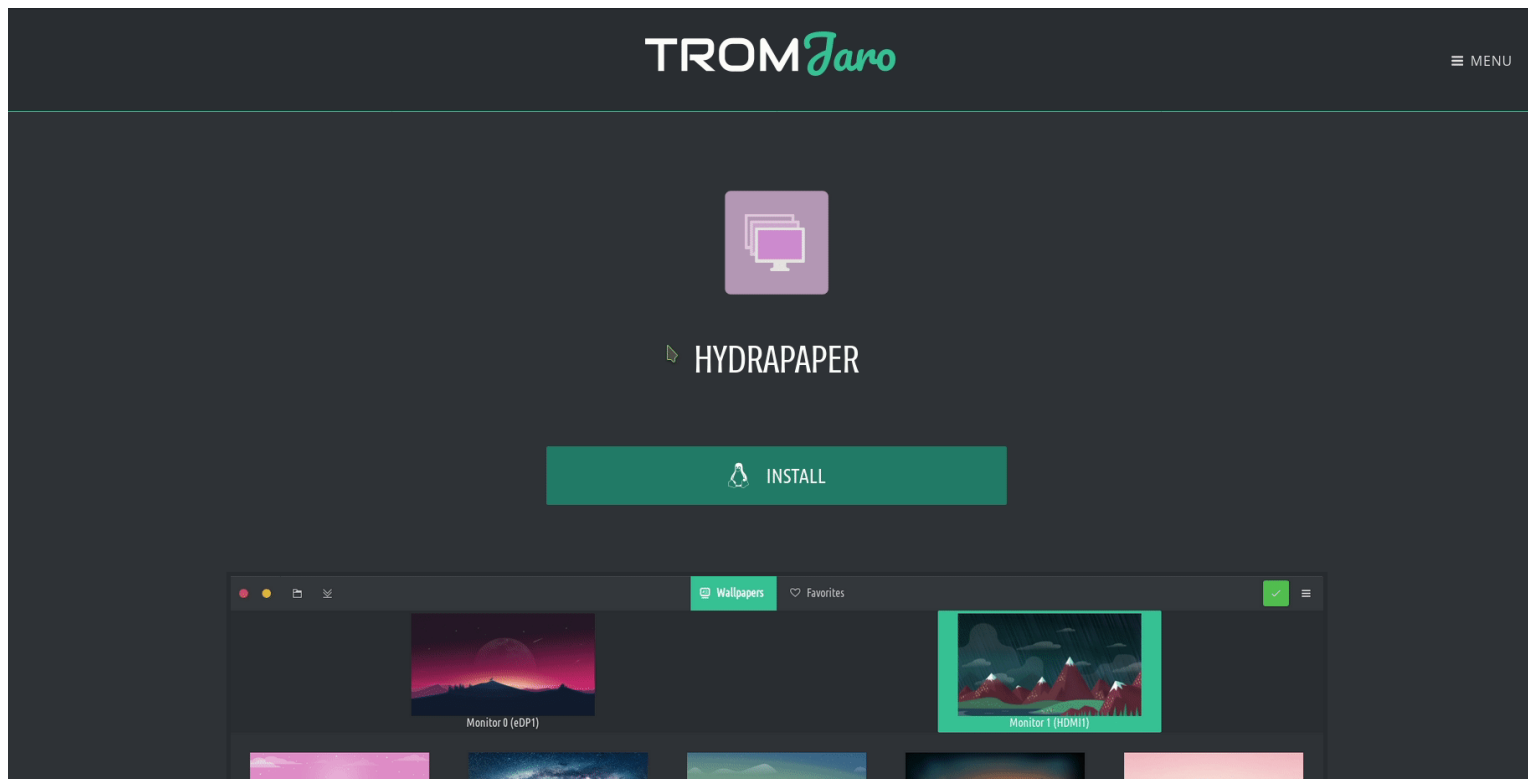 TROMJaro
MENU
HYDRAPAPER
INSTALL
Wallpapers
Favorites
Monitor 0 (eDP1)
Monitor 1 (HDMI1)